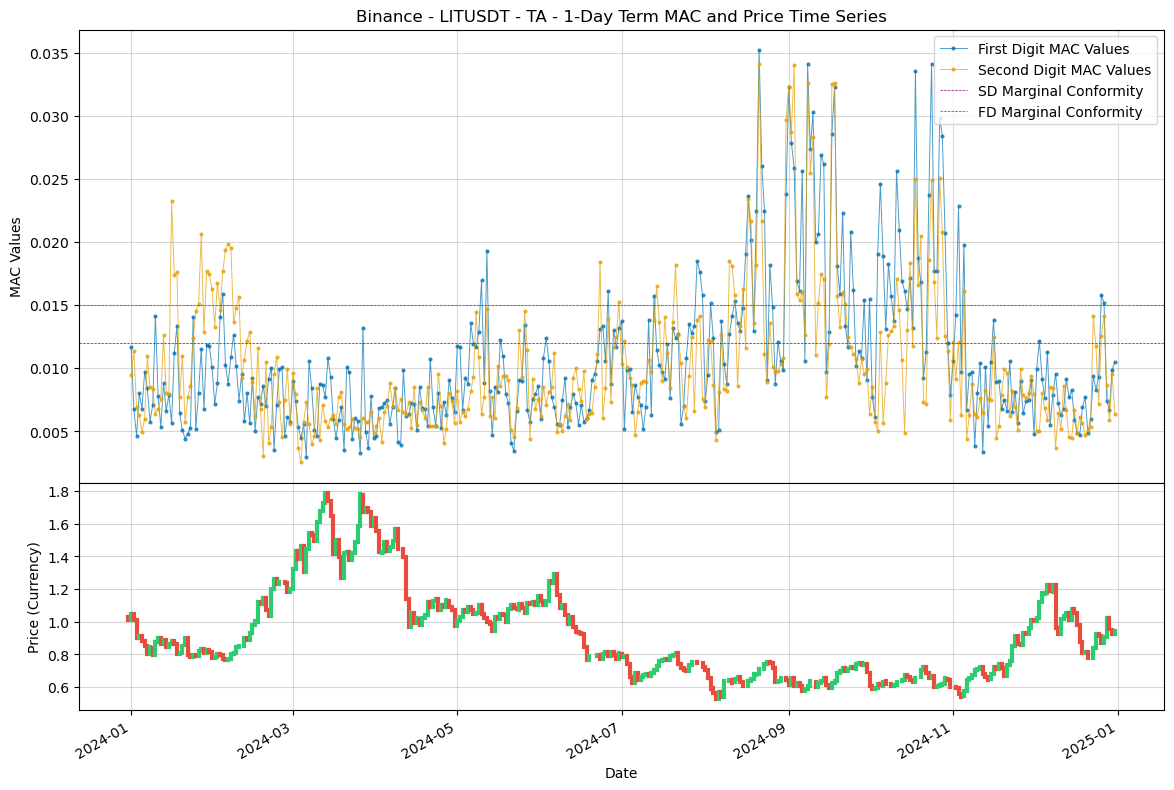 Binance - LITUSDT - TA - 1-Day Term MAC and Price Time Series
MAC Values
0.035
0.030
0.025
0.020
0.015
0.010
0.005
First Digit MAC Values
Second Digit MAC Values
SD Marginal Conformity
FD Marginal Conformity
Price (Currency)
1.8
1.6
1.4
1.2
1.0
0.8
0.6
2024-01
2024-03
2024-05
2024-07
2024-09
2024-11
2025-01
Date